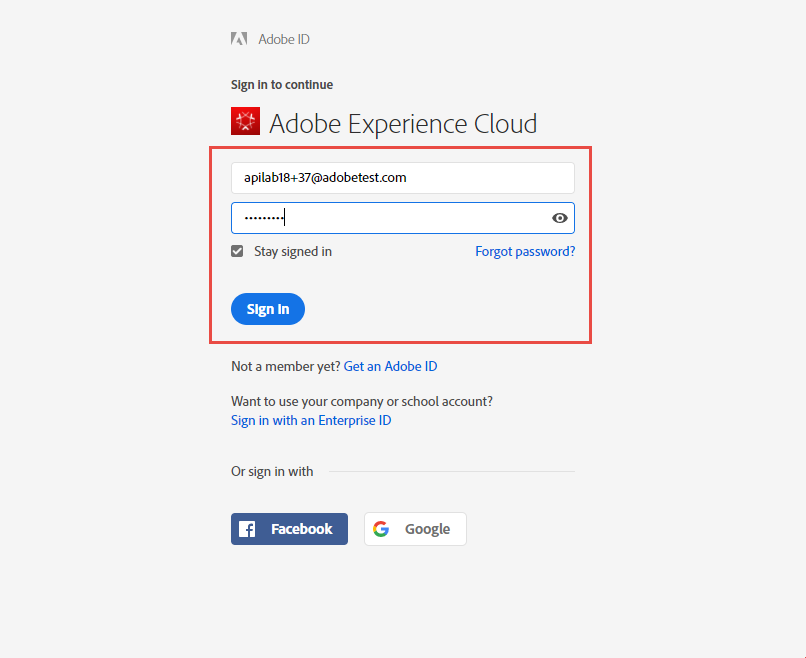 Adobe ID
Sign in to continue
Adobe Experience Cloud
apilab18+37@adobetest.com
•••••••••
Stay signed in Forgot password?
Sign in
Not a member yet? Get an Adobe ID
Want to use your company or school account?
Sign in with an Enterprise ID
Or sign in with
Facebook Google